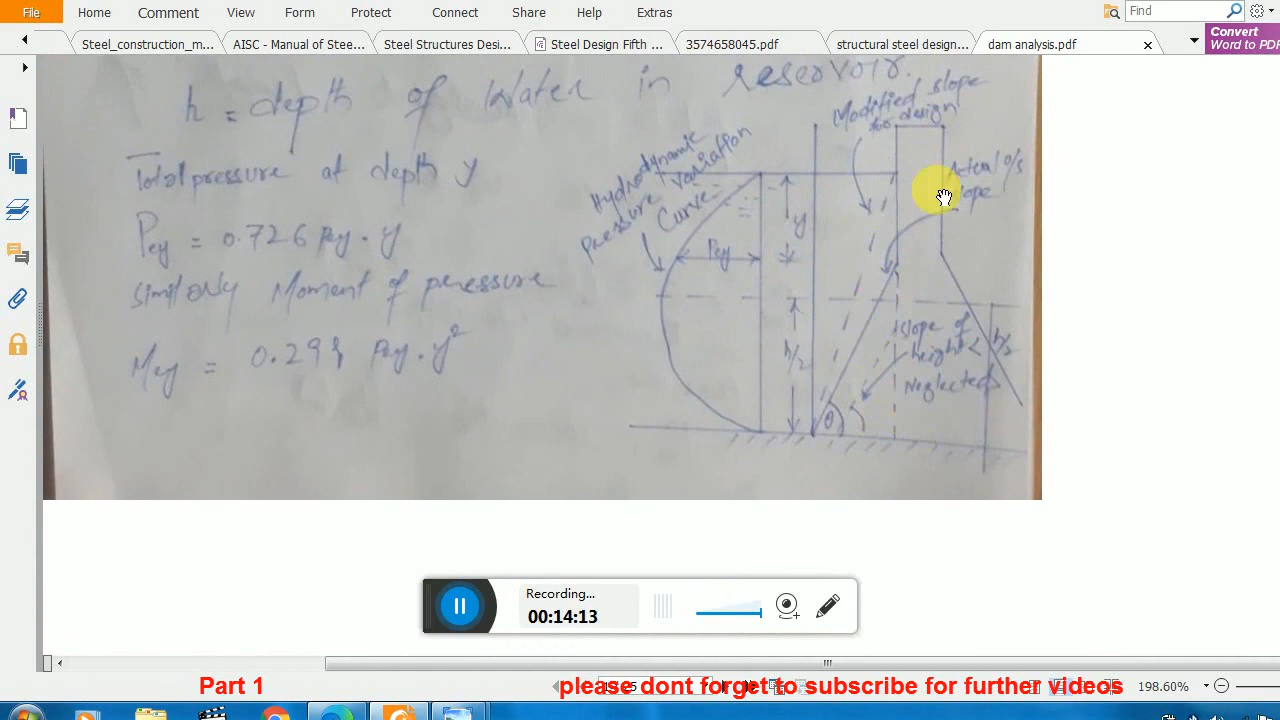 File Home Comment View Form Protect Connect Share Help Extras Find
Steel_construction_m... AISC - Manual of Stee... Steel Structures Desi... Steel Design Fifth ... 3574658045.pdf structural steel design... dam analysis.pdf
Convert
Word to PDF
h = depth of Water in reservoir.
Modified slope
for design
Total pressure at depth y
Hydrodynamic
pressure variation
Curve
Actual u/s
slope
Pey = 0.726 Pey . y
Pey
y
Similarly Moment of pressure
Mey = Pey . y²
h/2
slope of
height < h/2
Neglected
θ
Recording...
00:14:13
Part 1
please dont forget to subscribe for further videos
198.60%